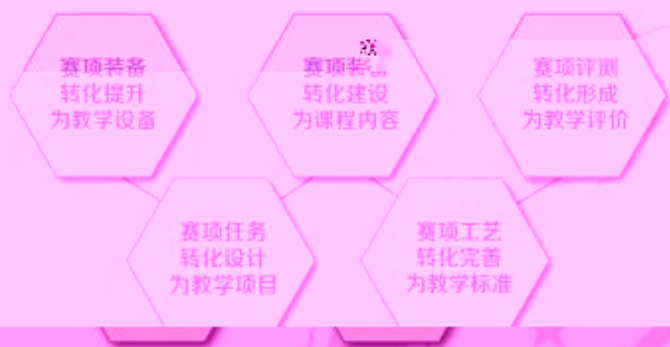 赛项装备
转化提升
为教学设备
赛项装
转化建设
为课程内容
赛项评测
转化形成
为教学评价
赛项任务
转化设计
为教学项目
赛项工艺
转化完善
为教学标准